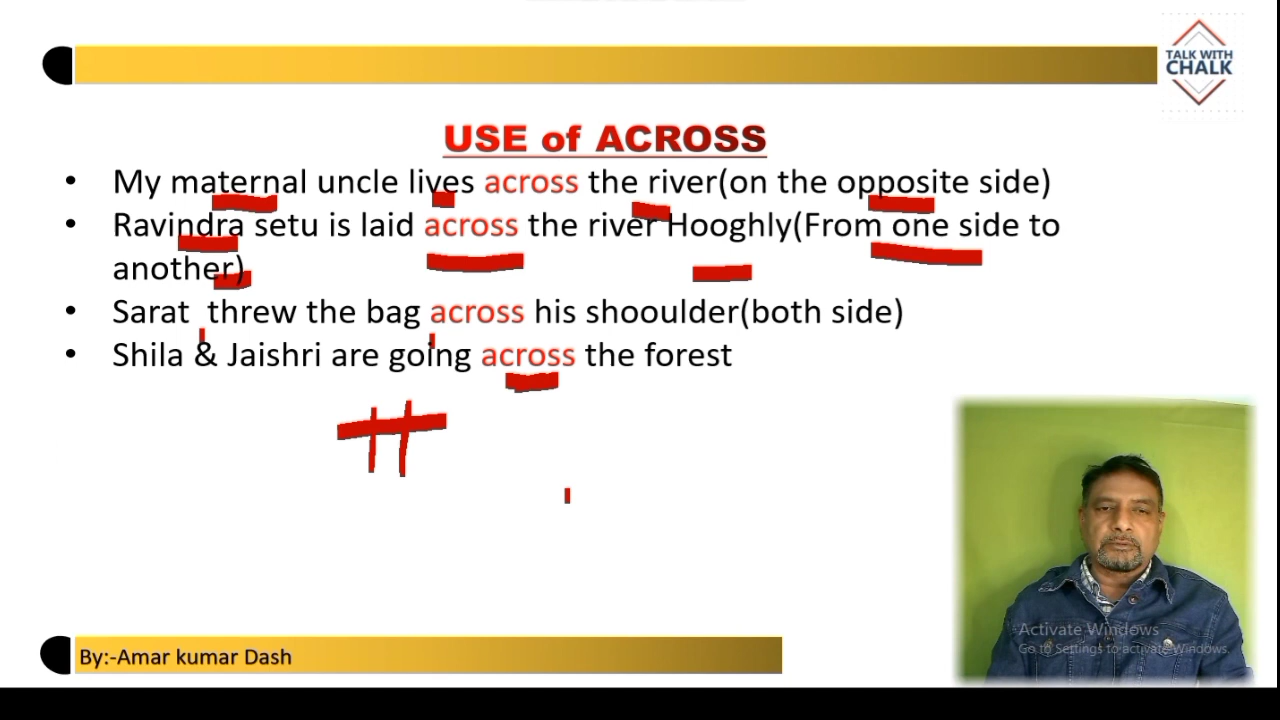 TALK WITH
CHALK
USE of ACROSS
• My maternal uncle lives across the river(on the opposite side)
• Ravindra setu is laid across the river Hooghly(From one side to
another)
• Sarat threw the bag across his shooulder(both side)
• Shila & Jaishri are going across the forest
Activate Windows
Go to Settings to activate Windows.
By:-Amar kumar Dash